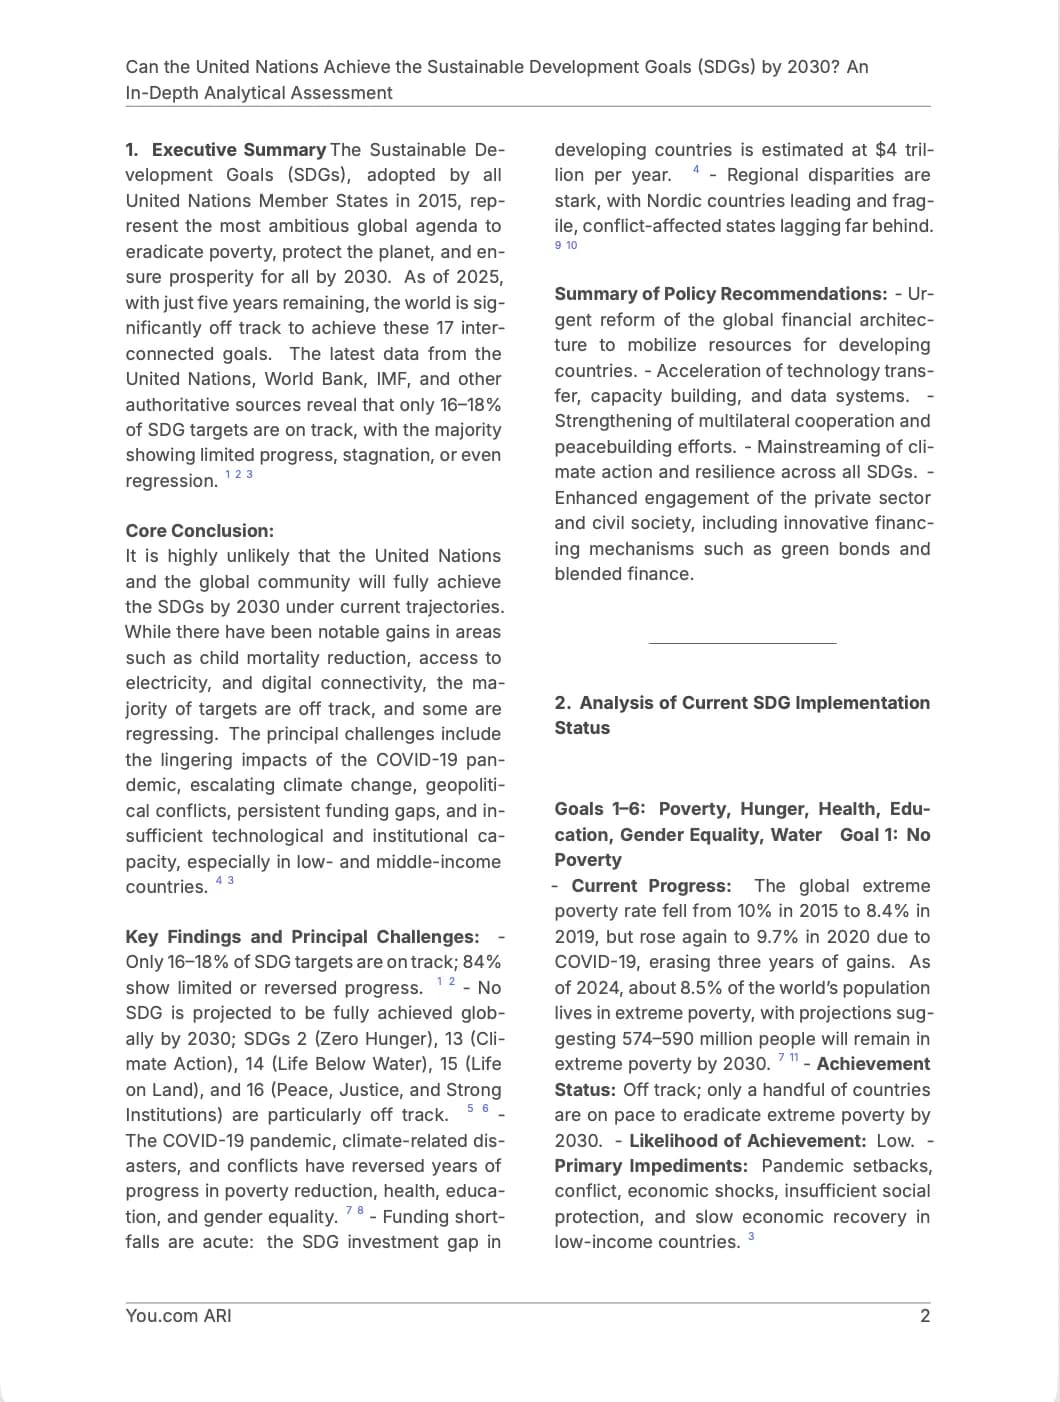 Can the United Nations Achieve the Sustainable Development Goals (SDGs) by 2030? An
In-Depth Analytical Assessment
1. Executive Summary The Sustainable De-
velopment Goals (SDGs), adopted by all
United Nations Member States in 2015, rep-
resent the most ambitious global agenda to
eradicate poverty, protect the planet, and en-
sure prosperity for all by 2030. As of 2025,
with just five years remaining, the world is sig-
nificantly off track to achieve these 17 inter-
connected goals. The latest data from the
United Nations, World Bank, IMF, and other
authoritative sources reveal that only 16–18%
of SDG targets are on track, with the majority
showing limited progress, stagnation, or even
regression. 1 2 3
Core Conclusion:
It is highly unlikely that the United Nations
and the global community will fully achieve
the SDGs by 2030 under current trajectories.
While there have been notable gains in areas
such as child mortality reduction, access to
electricity, and digital connectivity, the ma-
jority of targets are off track, and some are
regressing. The principal challenges include
the lingering impacts of the COVID-19 pan-
demic, escalating climate change, geopoliti-
cal conflicts, persistent funding gaps, and in-
sufficient technological and institutional ca-
pacity, especially in low- and middle-income
countries. 4 3
Key Findings and Principal Challenges: -
Only 16–18% of SDG targets are on track; 84%
show limited or reversed progress. 1 2 - No
SDG is projected to be fully achieved glob-
ally by 2030; SDGs 2 (Zero Hunger), 13 (Cli-
mate Action), 14 (Life Below Water), 15 (Life
on Land), and 16 (Peace, Justice, and Strong
Institutions) are particularly off track. 5 6 -
The COVID-19 pandemic, climate-related dis-
asters, and conflicts have reversed years of
progress in poverty reduction, health, educa-
tion, and gender equality. 7 8 - Funding short-
falls are acute: the SDG investment gap in
developing countries is estimated at $4 tril-
lion per year. 4 - Regional disparities are
stark, with Nordic countries leading and frag-
ile, conflict-affected states lagging far behind.
9 10
Summary of Policy Recommendations: - Ur-
gent reform of the global financial architec-
ture to mobilize resources for developing
countries. - Acceleration of technology trans-
fer, capacity building, and data systems. -
Strengthening of multilateral cooperation and
peacebuilding efforts. - Mainstreaming of cli-
mate action and resilience across all SDGs. -
Enhanced engagement of the private sector
and civil society, including innovative financ-
ing mechanisms such as green bonds and
blended finance.
2. Analysis of Current SDG Implementation
Status
Goals 1–6: Poverty, Hunger, Health, Edu-
cation, Gender Equality, Water Goal 1: No
Poverty
- Current Progress: The global extreme
poverty rate fell from 10% in 2015 to 8.4% in
2019, but rose again to 9.7% in 2020 due to
COVID-19, erasing three years of gains. As
of 2024, about 8.5% of the world's population
lives in extreme poverty, with projections sug-
gesting 574–590 million people will remain in
extreme poverty by 2030. 7 11 - Achievement
Status: Off track; only a handful of countries
are on pace to eradicate extreme poverty by
2030. - Likelihood of Achievement: Low. -
Primary Impediments: Pandemic setbacks,
conflict, economic shocks, insufficient social
protection, and slow economic recovery in
low-income countries. 3
You.com ARI
2